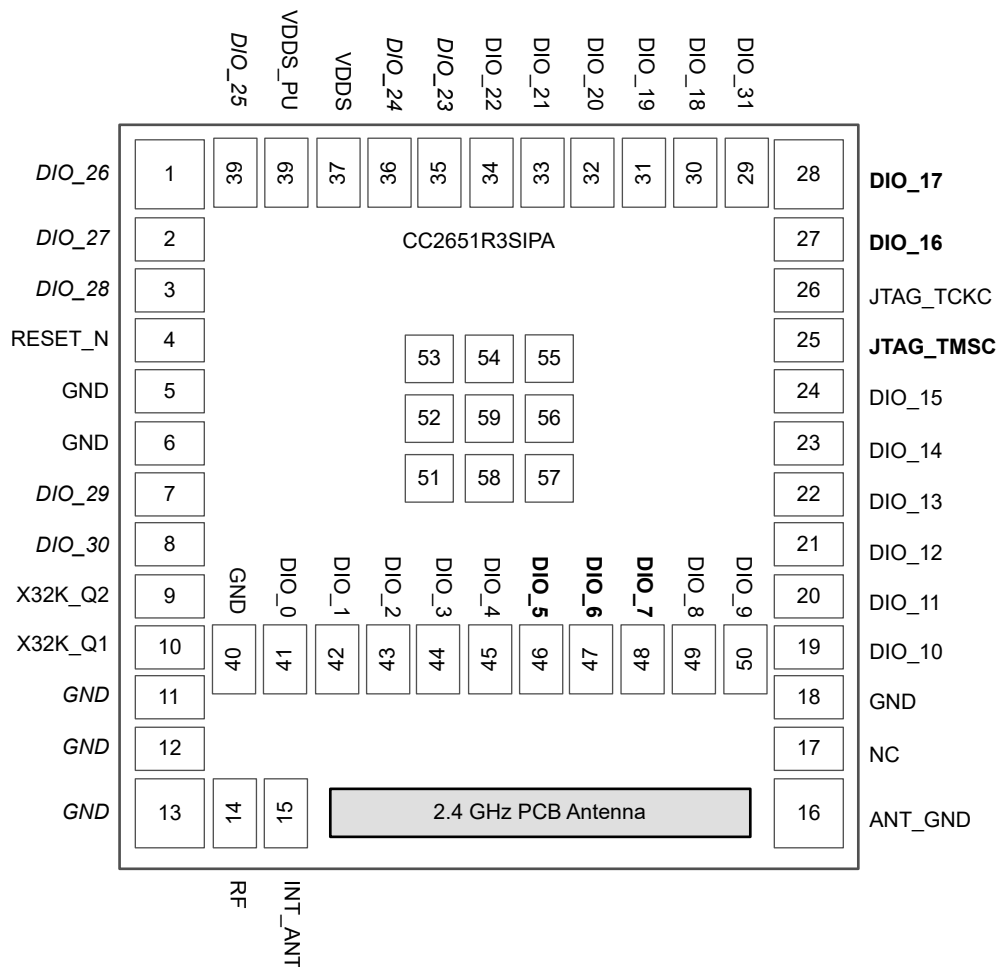 DIO_25
VDDS_PU
VDDS
DIO_24
DIO_23
DIO_22
DIO_21
DIO_20
DIO_19
DIO_18
DIO_31
DIO_26
1
39
39
37
36
35
34
33
32
31
30
29
28
DIO_17
DIO_27
2
CC2651R3SIPA
27
DIO_16
DIO_28
3
26
JTAG_TCKC
RESET_N
4
25
JTAG_TMSC
53
54
55
GND
5
24
DIO_15
52
59
56
GND
6
23
DIO_14
51
58
57
DIO_29
7
22
DIO_13
DIO_30
8
21
DIO_12
X32K_Q2
9
GND
DIO_0
DIO_1
DIO_2
DIO_3
DIO_4
DIO_5
DIO_6
DIO_7
DIO_8
DIO_9
20
DIO_11
X32K_Q1
10
40
41
42
43
44
45
46
47
48
49
50
19
DIO_10
GND
11
18
GND
GND
12
17
NC
GND
13
14
15
2.4 GHz PCB Antenna
16
ANT_GND
RF
INT_ANT